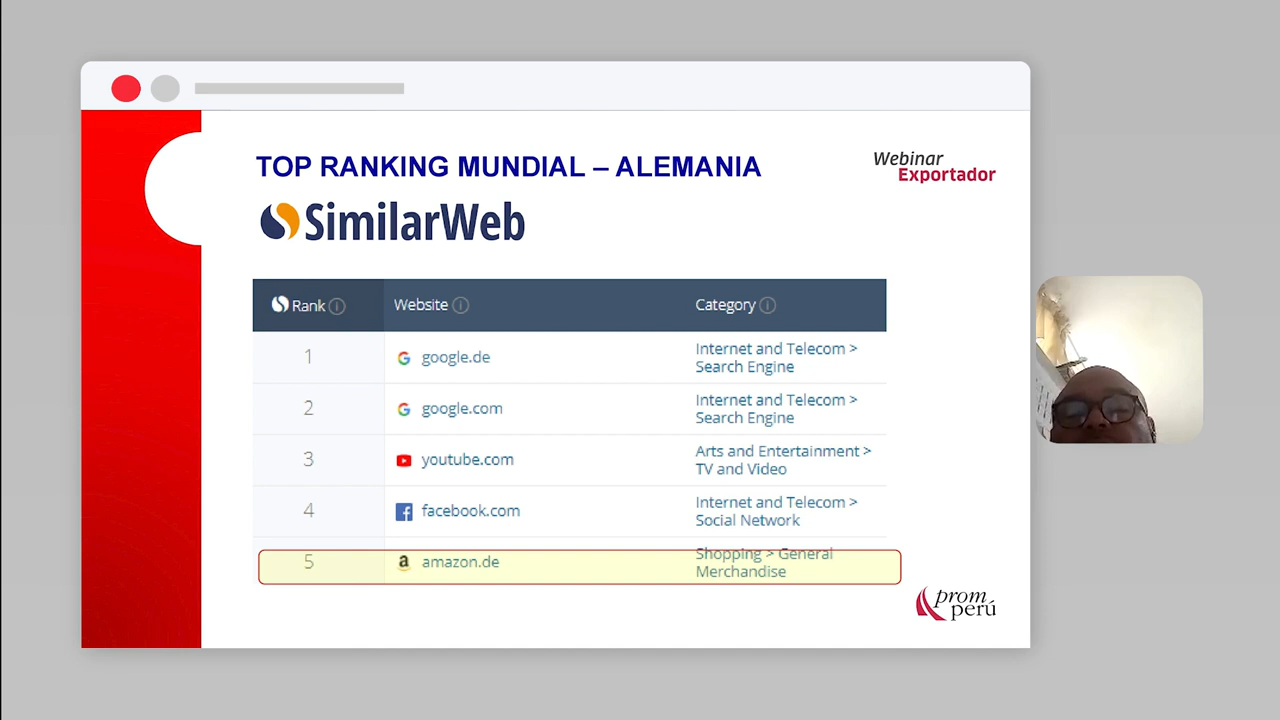 TOP RANKING MUNDIAL – ALEMANIA
Webinar
Exportador
SimilarWeb
Rank Website Category
1 google.de Internet and Telecom >
Search Engine
2 google.com Internet and Telecom >
Search Engine
3 youtube.com Arts and Entertainment >
TV and Video
4 facebook.com Internet and Telecom >
Social Network
5 amazon.de Shopping > General
Merchandise
prom
perú